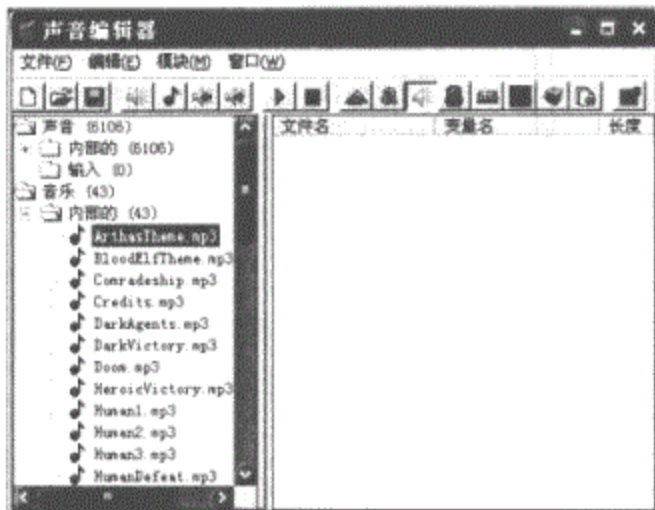 声音编辑器
文件(F) 编辑(E) 模块(M) 窗口(W)
声音 (6106)
内部的 (6106)
输入 (0)
音乐 (43)
内部的 (43)
ArthasTheme.mp3
BloodElfTheme.mp3
Comradeship.mp3
Credits.mp3
DarkAgents.mp3
DarkVictory.mp3
Doom.mp3
HeroicVictory.mp3
Human1.mp3
Human2.mp3
Human3.mp3
HumanDefeat.mp3
文件名 变量名 长度